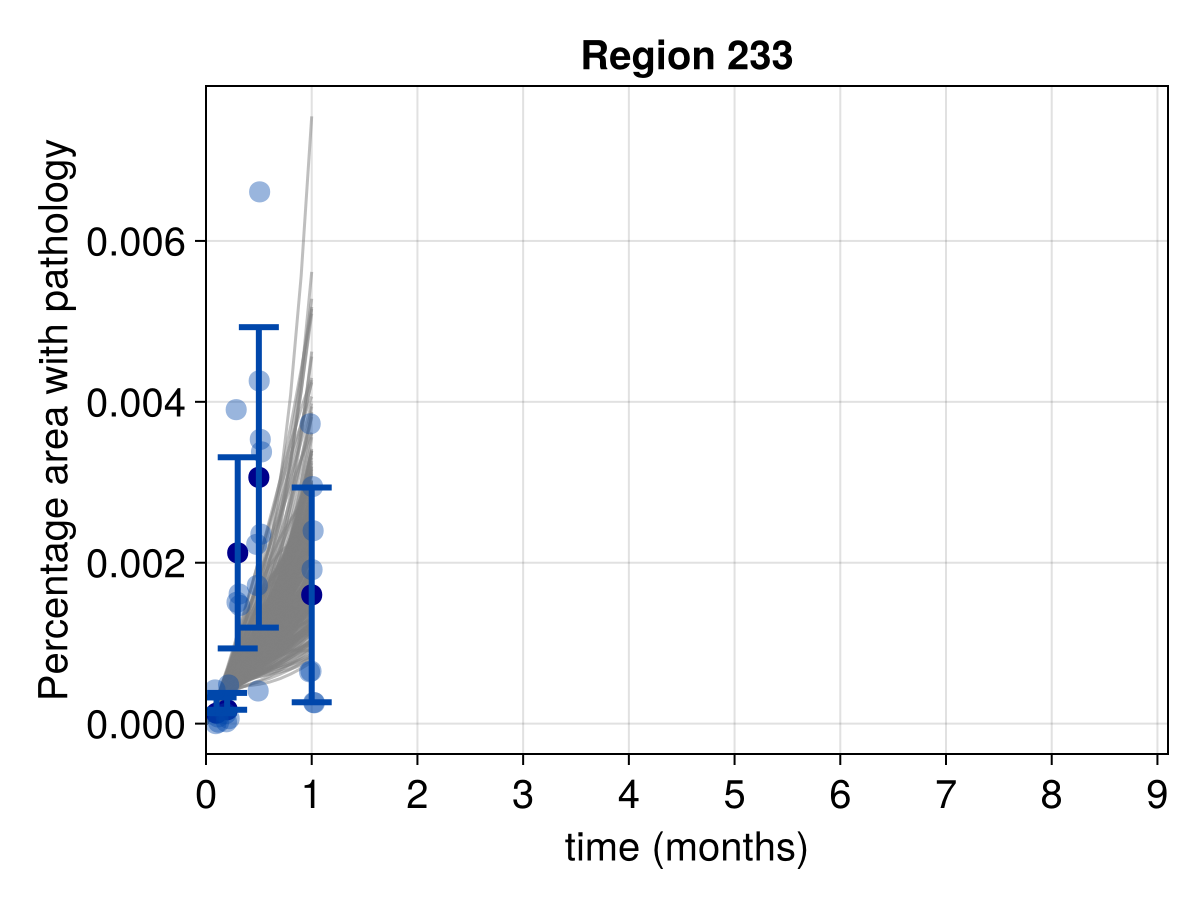 Region 233
Percentage area with pathology
0.006
0.004
0.002
0.000
0 1 2 3 4 5 6 7 8 9
time (months)